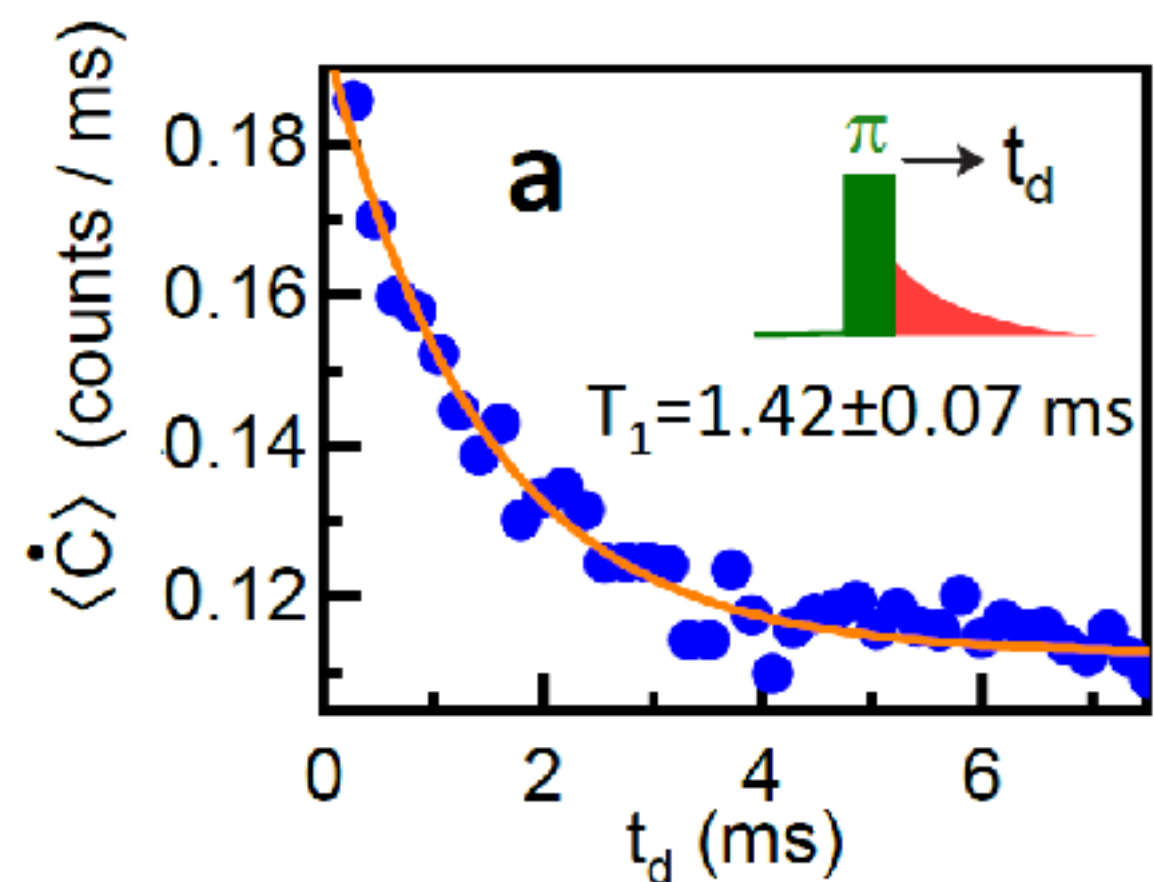 ⟨Ċ⟩ (counts / ms)
0.18
0.16
0.14
0.12
a
π → t_d
T₁=1.42±0.07 ms
0 2 4 6
t_d (ms)